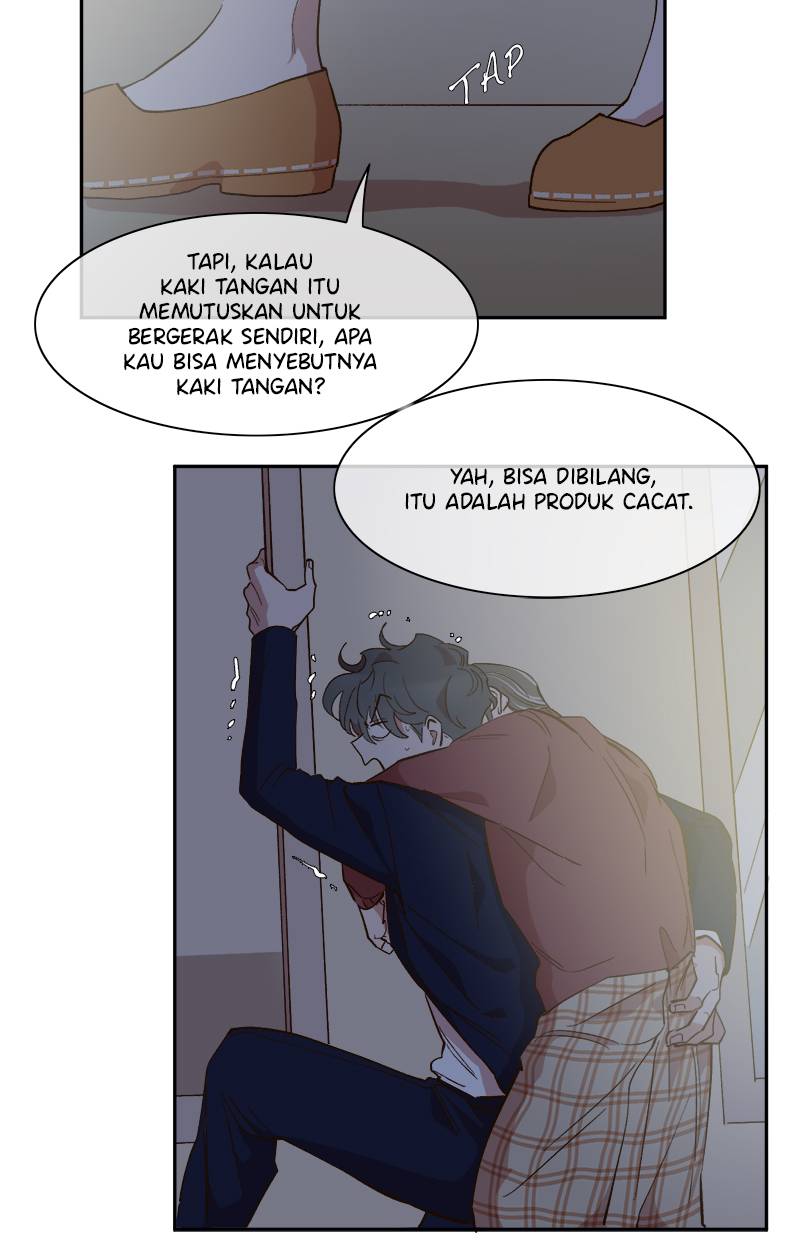 TAP
TAPI, KALAU
KAKI TANGAN ITU
MEMUTUSKAN UNTUK
BERGERAK SENDIRI, APA
KAU BISA MENYEBUTNYA
KAKI TANGAN?
YAH, BISA DIBILANG,
ITU ADALAH PRODUK CACAT.